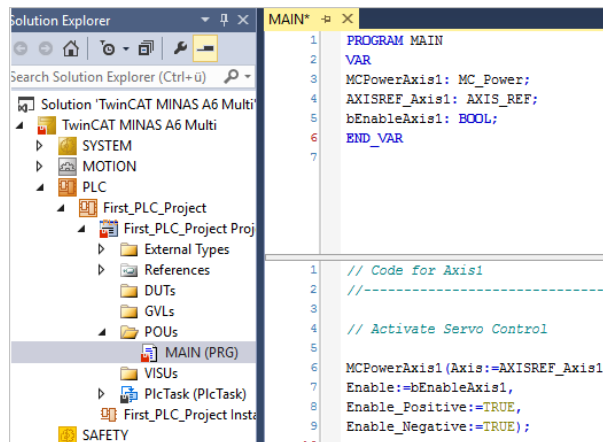 Solution Explorer
Search Solution Explorer (Ctrl+ü)
Solution 'TwinCAT MINAS A6 Multi'
TwinCAT MINAS A6 Multi
SYSTEM
MOTION
PLC
First_PLC_Project
First_PLC_Project Proj
External Types
References
DUTs
GVLs
POUs
MAIN (PRG)
VISUs
PlcTask (PlcTask)
First_PLC_Project Insta
SAFETY
MAIN*
1 PROGRAM MAIN
2 VAR
3 MCPowerAxis1: MC_Power;
4 AXISREF_Axis1: AXIS_REF;
5 bEnableAxis1: BOOL;
6 END_VAR
7
1 // Code for Axis1
2 //------------------------------
3
4 // Activate Servo Control
5
6 MCPowerAxis1(Axis:=AXISREF_Axis1
7 Enable:=bEnableAxis1,
8 Enable_Positive:=TRUE,
9 Enable_Negative:=TRUE);